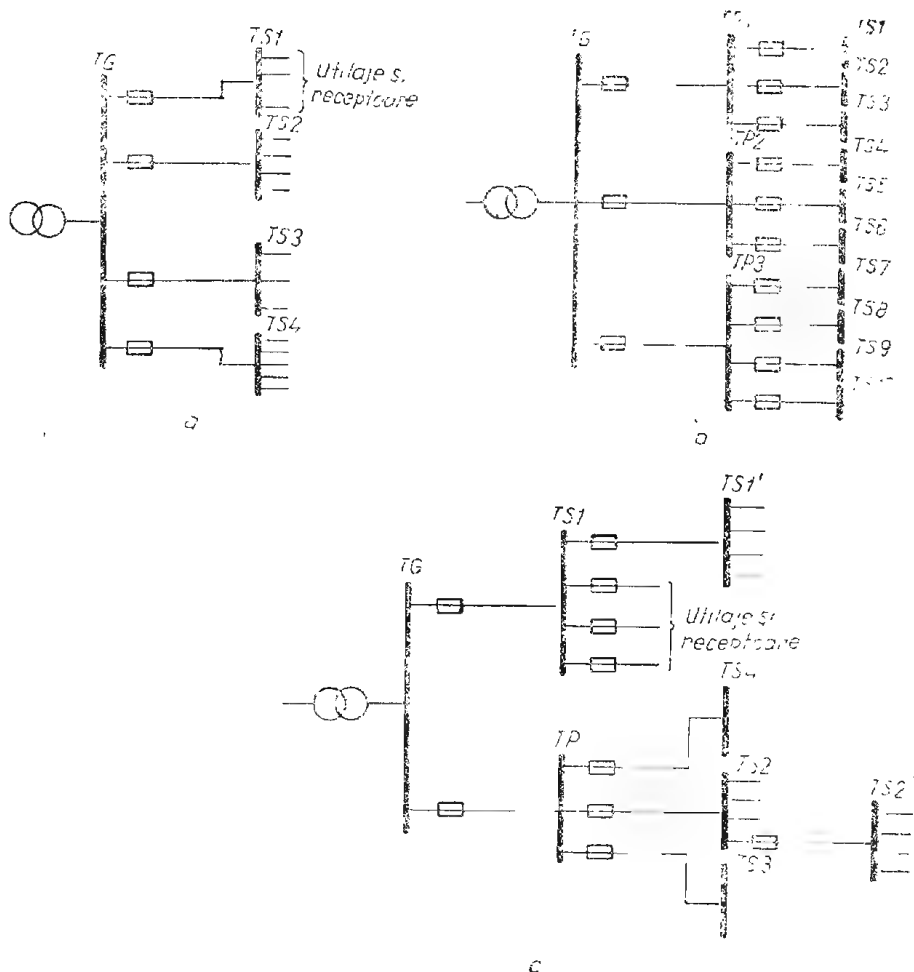 TG
TS1
Utilaje si
receptoare
TS2
TS3
TS4
a
TS1
TS2
TS3
TP2
TS4
TS5
TS6
TP3
TS7
TS8
TS9
b
TG
TS1
TS1'
Utilaje si
receptoare
TP
TS2
TS3
TS2'
c